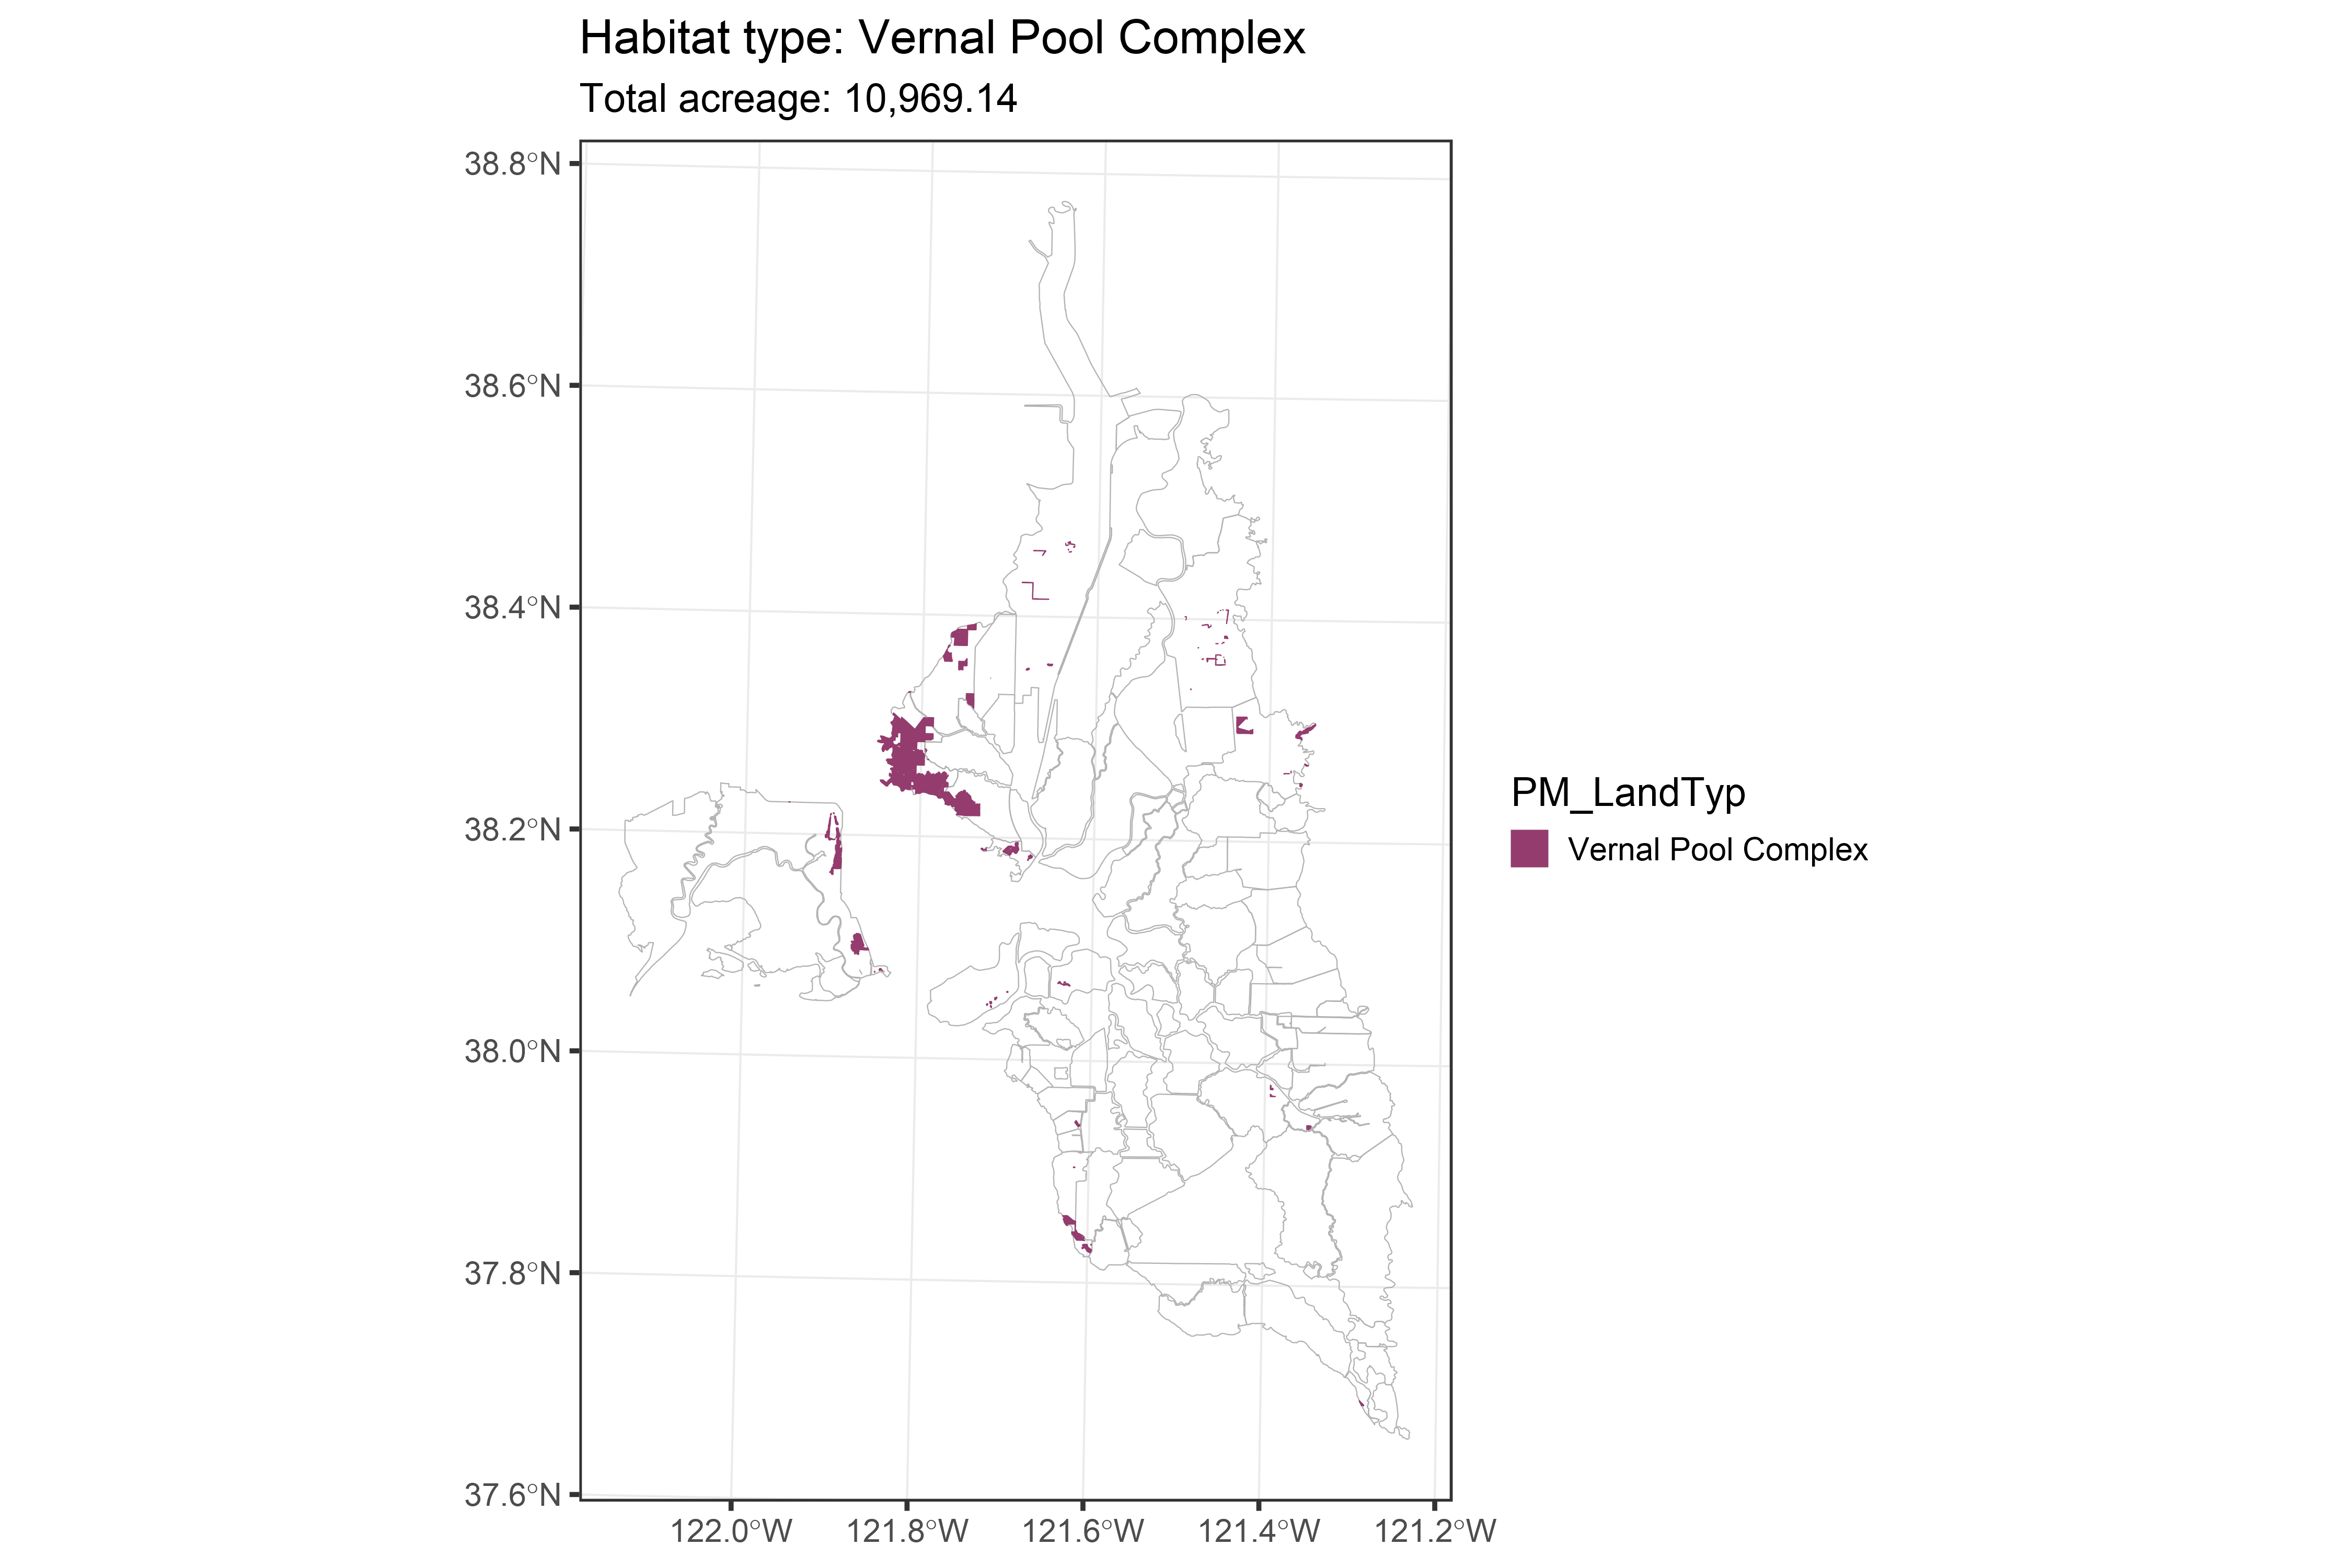 Habitat type: Vernal Pool Complex
Total acreage: 10,969.14
38.8°N
38.6°N
38.4°N
38.2°N
38.0°N
37.8°N
37.6°N
122.0°W
121.8°W
121.6°W
121.4°W
121.2°W
PM_LandTyp
Vernal Pool Complex